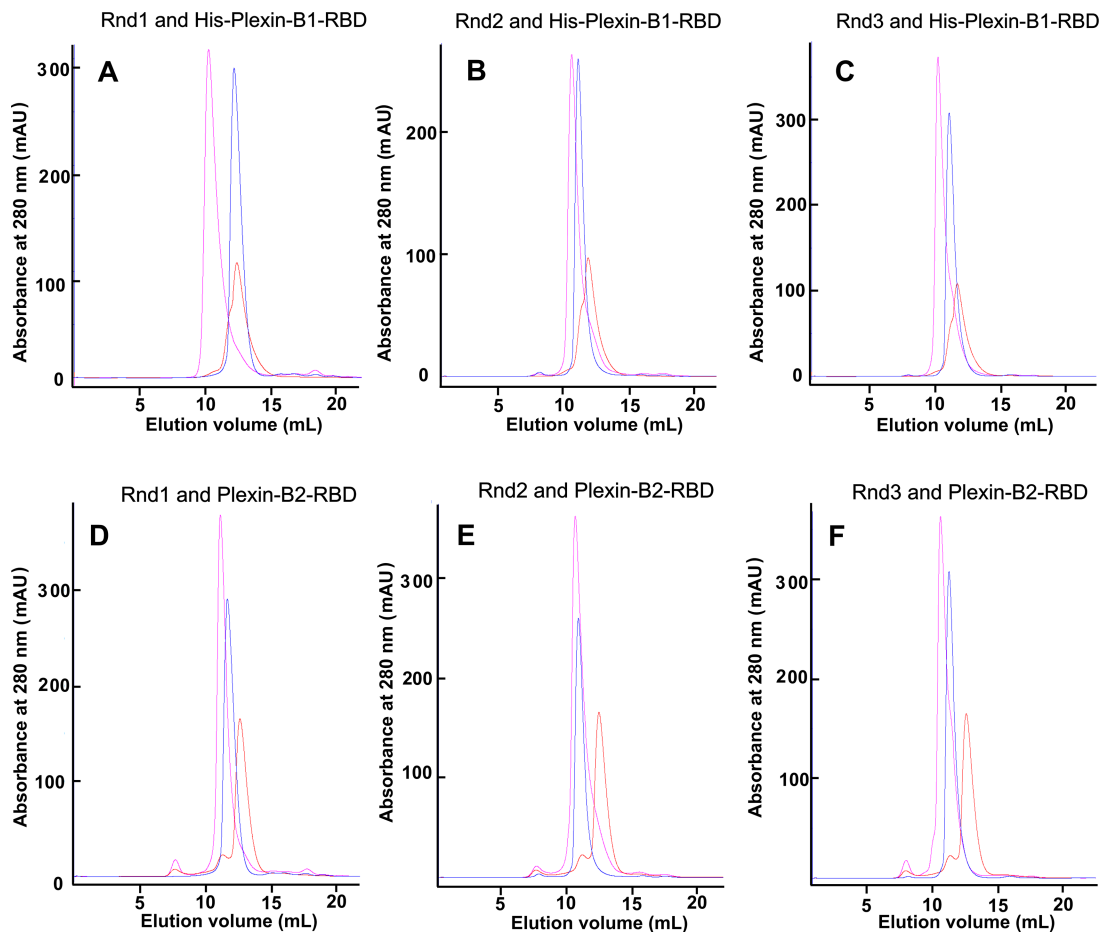 Rnd1 and His-Plexin-B1-RBD
A
Absorbance at 280 nm (mAU)
300
200
100
0
5 10 15 20
Elution volume (mL)
Rnd2 and His-Plexin-B1-RBD
B
Absorbance at 280 nm (mAU)
200
100
0
5 10 15 20
Elution volume (mL)
Rnd3 and His-Plexin-B1-RBD
C
Absorbance at 280 nm (mAU)
300
200
100
0
5 10 15 20
Elution volume (mL)
Rnd1 and Plexin-B2-RBD
D
Absorbance at 280 nm (mAU)
300
200
100
0
5 10 15 20
Elution volume (mL)
Rnd2 and Plexin-B2-RBD
E
Absorbance at 280 nm (mAU)
300
200
100
5 10 15 20
Elution volume (mL)
Rnd3 and Plexin-B2-RBD
F
Absorbance at 280 nm (mAU)
300
200
100
5 10 15 20
Elution volume (mL)